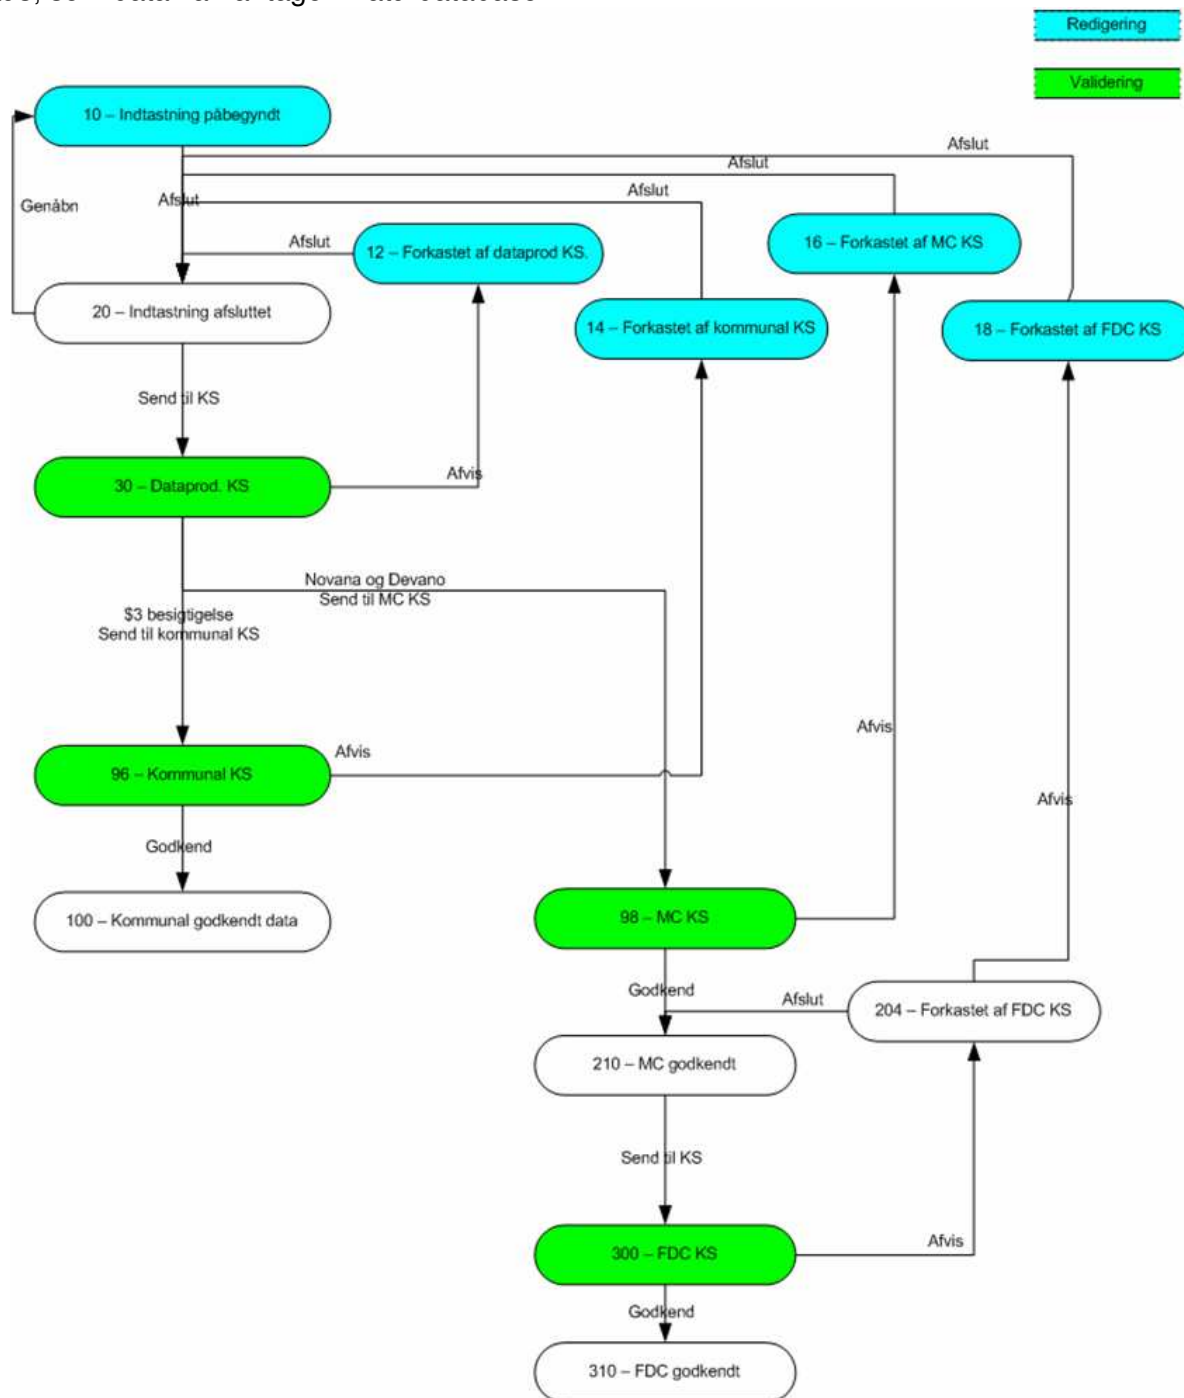 Redigering
Validering
10 – Indtastning påbegyndt
Afslut
Afslut
Afslut
Afslut
Genåbn
Afslut
12 – Forkastet af dataprod KS.
16 – Forkastet af MC KS
20 – Indtastning afsluttet
14 – Forkastet af kommunal KS
18 – Forkastet af FDC KS
Send til KS
30 – Dataprod. KS
Afvis
Novana og Devano
Send til MC KS
$3 besigtigelse
Send til kommunal KS
Afvis
Afvis
96 – Kommunal KS
Afvis
Godkend
100 – Kommunal godkendt data
98 – MC KS
Godkend
Afslut
204 – Forkastet af FDC KS
210 – MC godkendt
Send til KS
300 – FDC KS
Afvis
Godkend
310 – FDC godkendt